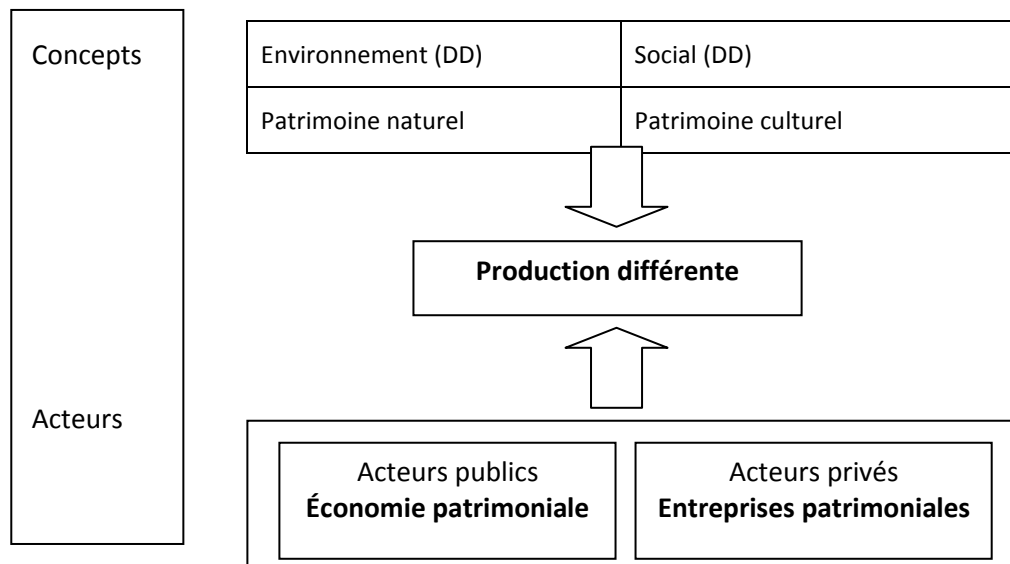 Concepts
Environnement (DD)
Social (DD)
Patrimoine naturel
Patrimoine culturel
Production différente
Acteurs
Acteurs publics
Économie patrimoniale
Acteurs privés
Entreprises patrimoniales